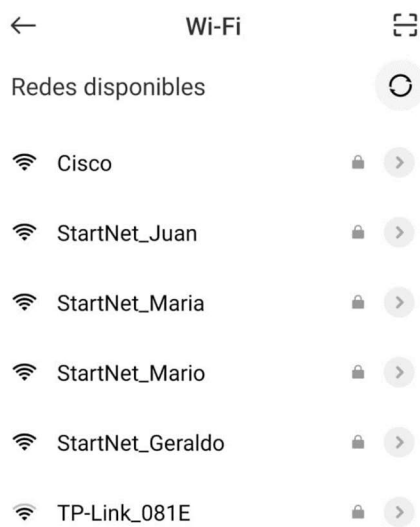 Wi-Fi
Redes disponibles
Cisco
StartNet_Juan
StartNet_Maria
StartNet_Mario
StartNet_Geraldo
TP-Link_081E